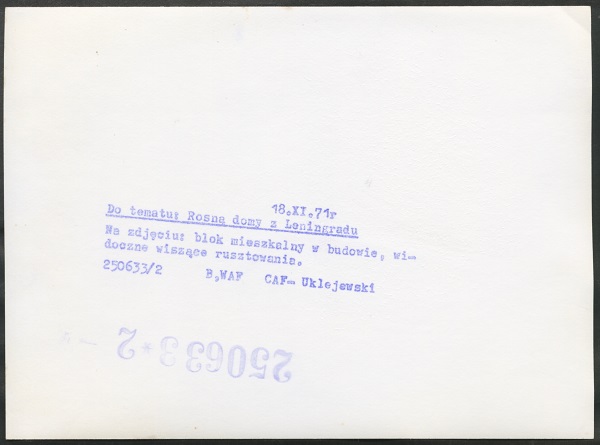 18.XI.71r
Do tematu: Rosną domy z Leningradu
Na zdjęciu: blok mieszkalny w budowie, wi-
doczne wiszące rusztowania.
250633/2 B,WAF CAF- Uklejewski
250633*2